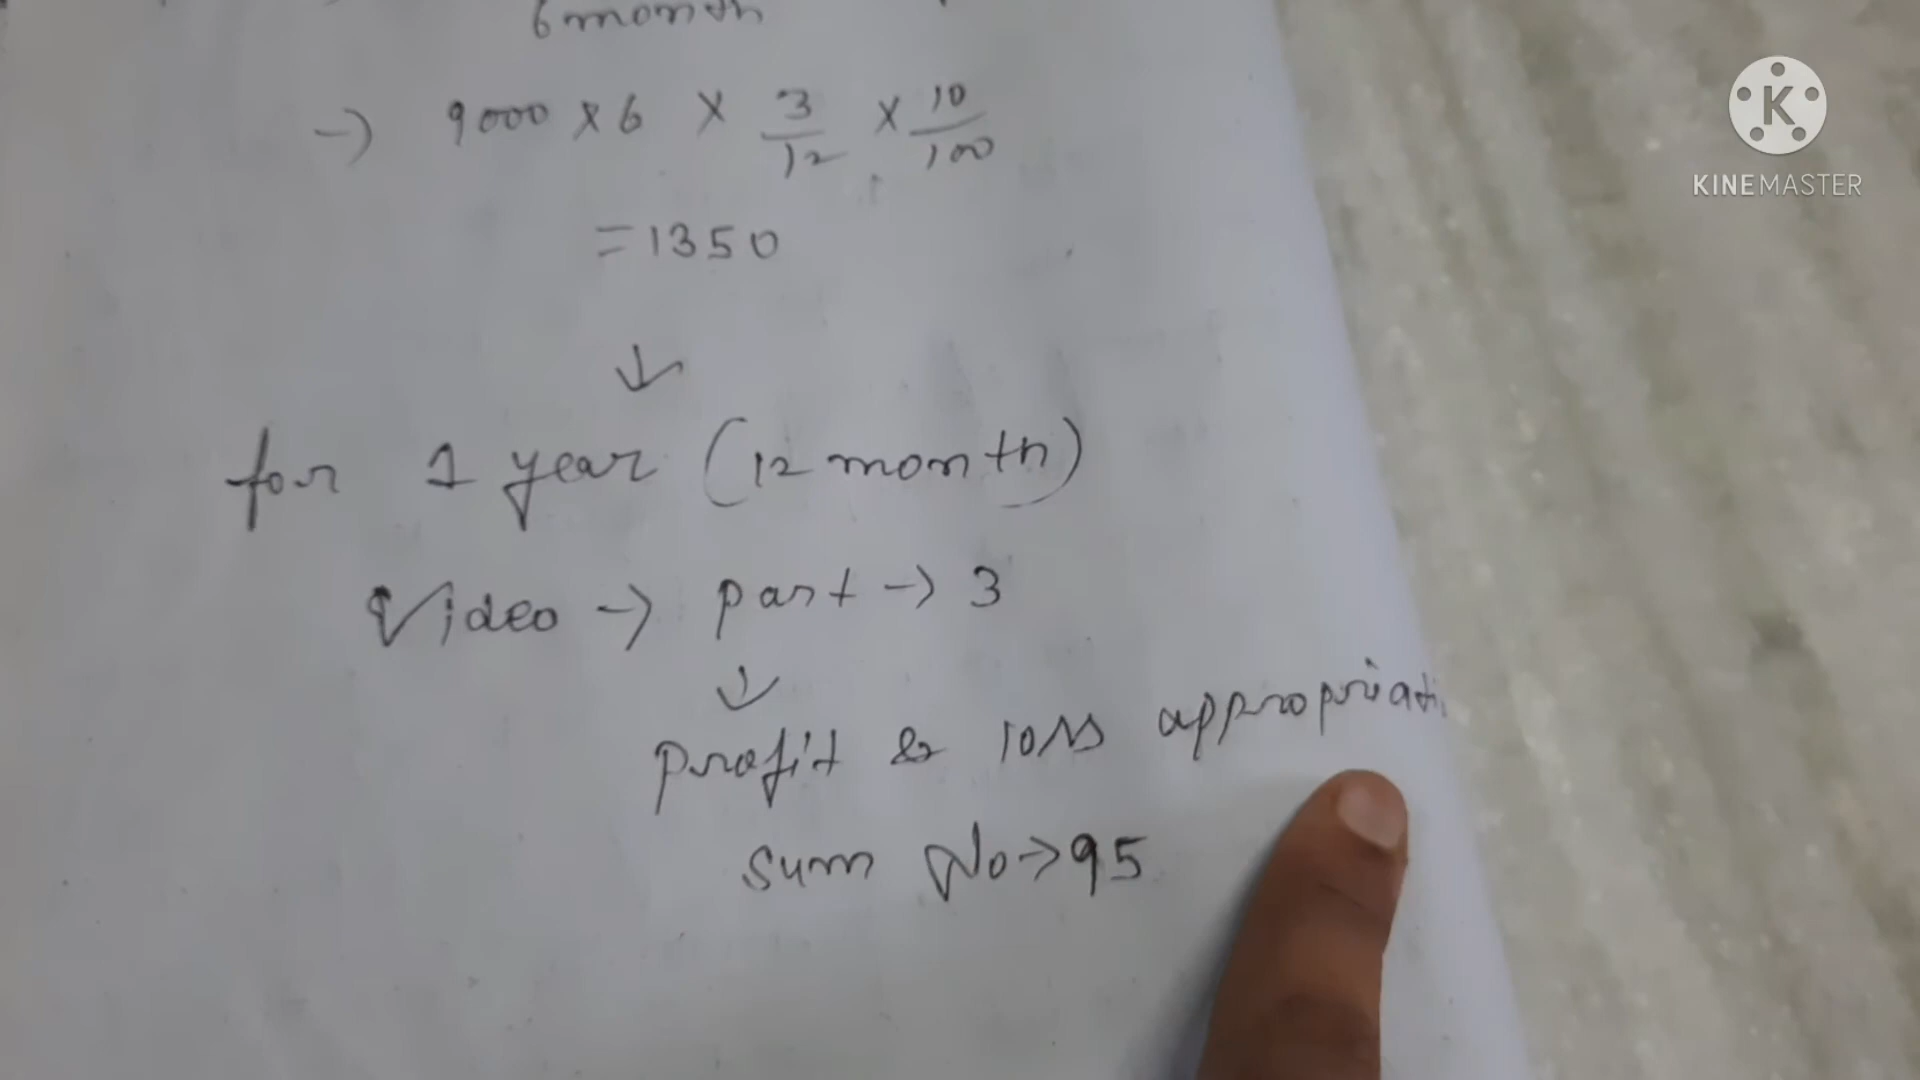 6 month
→ 9000 × 6 × 3/12 × 10/100
= 1350
↓
for 1 year (12 month)
Video → part → 3
↓
profit & loss appropriati
sum No → 95
K
KINEMASTER